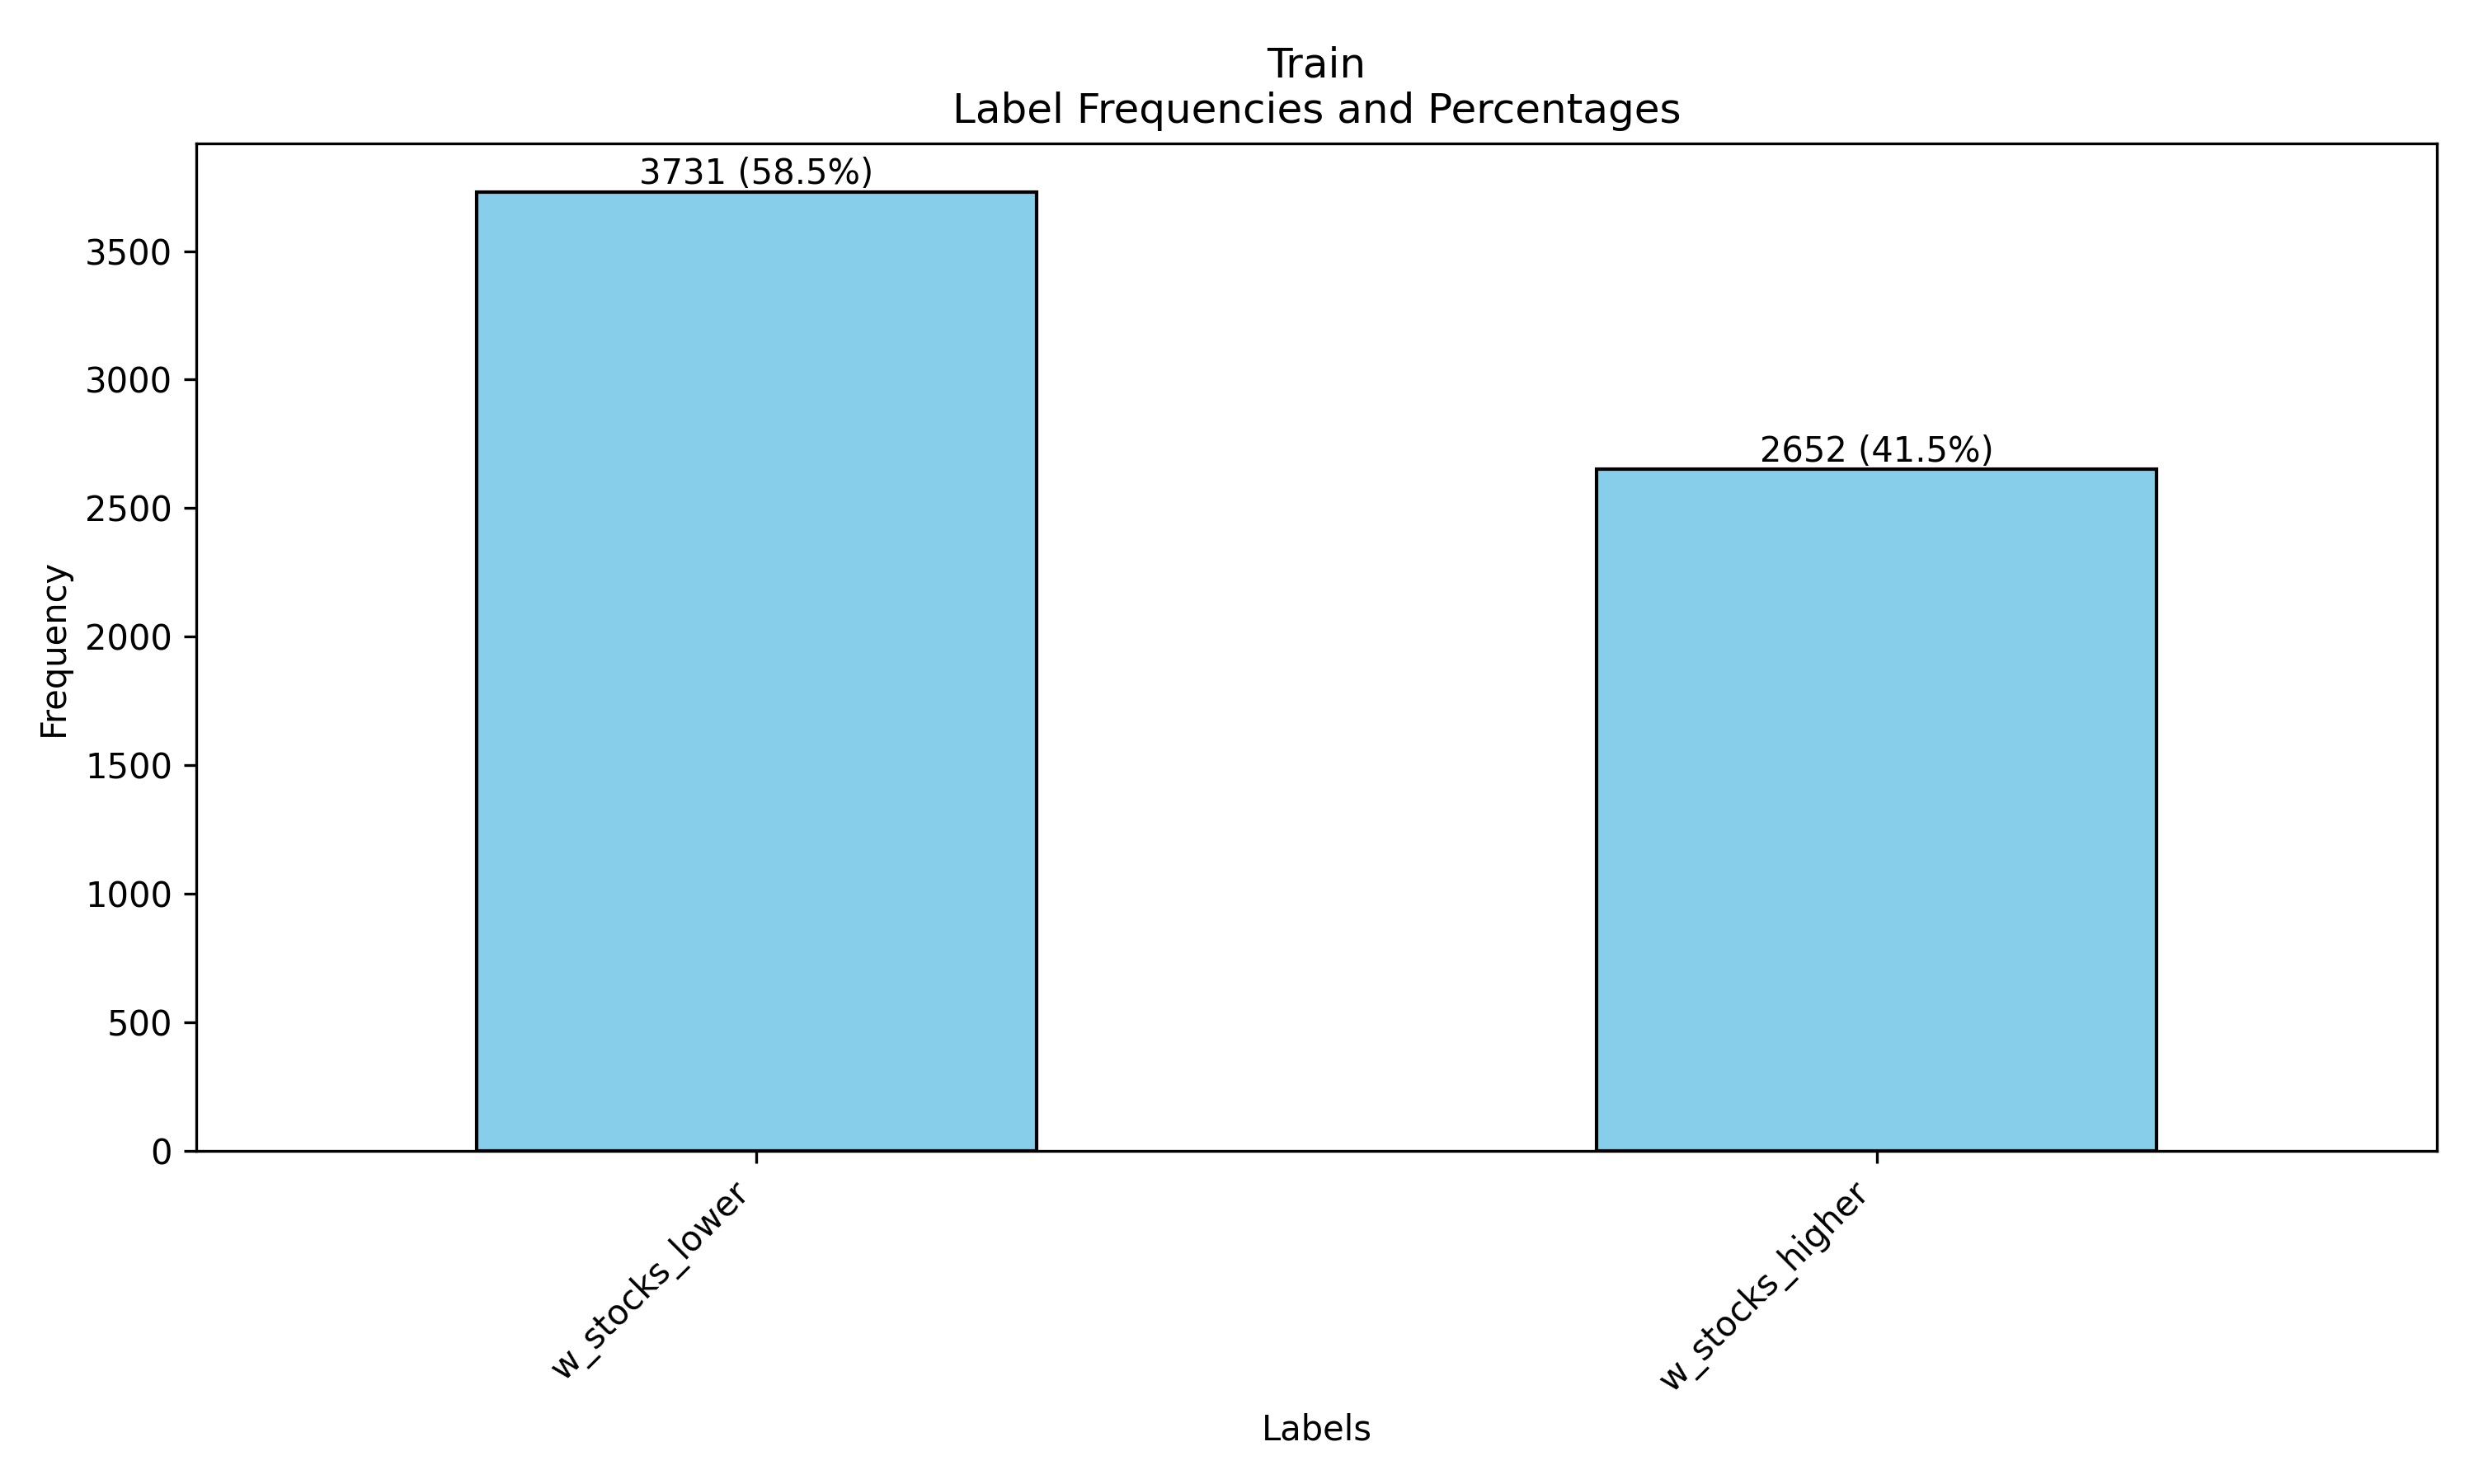 Train
Label Frequencies and Percentages
3731 (58.5%)
2652 (41.5%)
Frequency
3500
3000
2500
2000
1500
1000
500
0
w_stocks_lower
w_stocks_higher
Labels